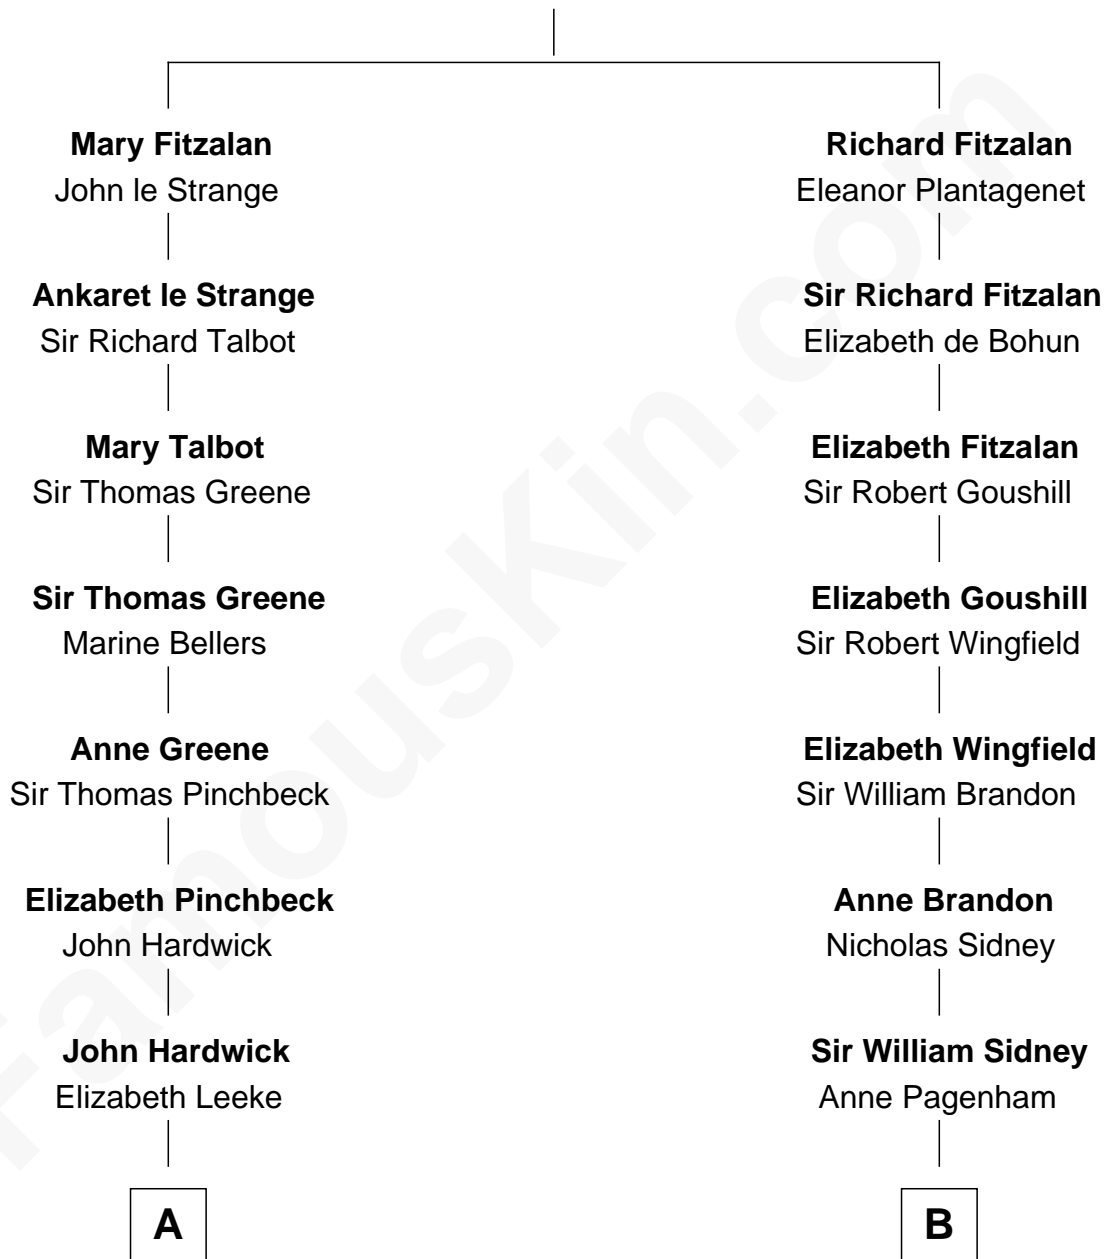 Mary Fitzalan
John le Strange
Richard Fitzalan
Eleanor Plantagenet
Ankaret le Strange
Sir Richard Talbot
Sir Richard Fitzalan
Elizabeth de Bohun
Mary Talbot
Sir Thomas Greene
Elizabeth Fitzalan
Sir Robert Goushill
Sir Thomas Greene
Marine Bellers
Elizabeth Goushill
Sir Robert Wingfield
Anne Greene
Sir Thomas Pinchbeck
Elizabeth Wingfield
Sir William Brandon
Elizabeth Pinchbeck
John Hardwick
Anne Brandon
Nicholas Sidney
John Hardwick
Elizabeth Leeke
Sir William Sidney
Anne Pagenham
A
B
FamousKin.com